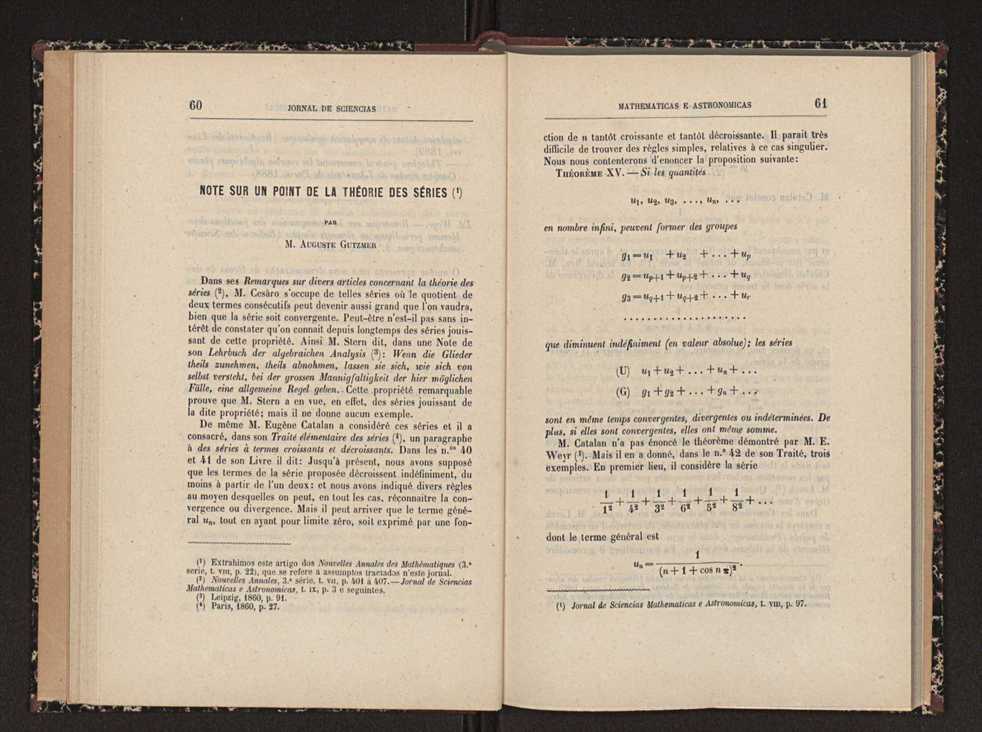 60
JORNAL DE SCIENCIAS
NOTE SUR UN POINT DE LA THÉORIE DES SÉRIES (¹)
PAR
M. AUGUSTE GUTZMER
Dans ses Remarques sur divers articles concernant la théorie des
séries (²), M. Cesàro s'occupe de telles séries où le quotient de
deux termes consécutifs peut devenir aussi grand que l'on vaudra,
bien que la série soit convergente. Peut-être n'est-il pas sans in-
térêt de constater qu'on connait depuis longtemps des séries jouis-
sant de cette propriété. Ainsi M. Stern dit, dans une Note de
son Lehrbuch der algebraichen Analysis (³): Wenn die Glieder
theils zunehmen, theils abnohmen, lassen sie sich, wie sich von
selbst versteht, bei der grossen Mannigfaltigkeit der hier möglichen
Fälle, eine allgemeine Regel geben. Cette propriété remarquable
prouve que M. Stern a en vue, en effet, des séries jouissant de
la dite propriété; mais il ne donne aucum exemple.
De même M. Eugène Catalan a considéré ces séries et il a
consacré, dans son Traité élémentaire des séries (⁴), un paragraphe
à des séries à termes croissants et décroissants. Dans les n.ºˢ 40
et 41 de son Livre il dit: Jusqu'à présent, nous avons supposé
que les termes de la série proposée décroissent indéfiniment, du
moins à partir de l'un deux: et nous avons indiqué divers règles
au moyen desquelles on peut, en tout les cas, réconnaitre la con-
vergence ou divergence. Mais il peut arriver que le terme géné-
ral uₙ, tout en ayant pour limite zéro, soit exprimé par une fon-
(¹) Extrahimos este artigo dos Nouvelles Annales des Mathématiques (3.ª
serie, t. VIII, p. 22), que se refere a assumptos tractados n'este jornal.
(²) Nouvelles Annales, 3.ª série, t. VII, p. 401 à 407.—Jornal de Sciencias
Mathematicas e Astronomicas, t. IX, p. 3 e seguintes.
(³) Leipzig, 1860, p. 91.
(⁴) Paris, 1860, p. 27.
MATHEMATICAS E ASTRONOMICAS
61
ction de n tantôt croissante et tantôt décroissante. Il parait très
difficile de trouver des règles simples, relatives à ce cas singulier.
Nous nous contenterons d'enoncer la proposition suivante:
THÉORÈME XV. — Si les quantités
u₁, u₂, u₃, ..., uₙ, ...
en nombre infini, peuvent former des groupes
g₁ = u₁ + u₂ + ... + u_p
g₂ = u_{p+1} + u_{p+2} + ... + u_q
g₃ = u_{q+1} + u_{q+2} + ... + u_r
. . . . . . . . . . . . . . . . . . . .
que diminuent indéfiniment (en valeur absolue); les séries
(U) u₁ + u₂ + ... + uₙ + ...
(G) g₁ + g₂ + ... + gₙ + ...
sont en même temps convergentes, divergentes ou indéterminées. De
plus, si elles sont convergentes, elles ont même somme.
M. Catalan n'a pas énoncé le théorème démontré par M. E.
Weyr (¹). Mais il en a donné, dans le n.º 42 de son Traité, trois
exemples. En premier lieu, il considère la série
1/1² + 1/4² + 1/3² + 1/6² + 1/5² + 1/8² + ...
dont le terme général est
uₙ = 1/(n + 1 + cos n π)².
(¹) Jornal de Sciencias Mathematicas e Astronomicas, t. VIII, p. 97.